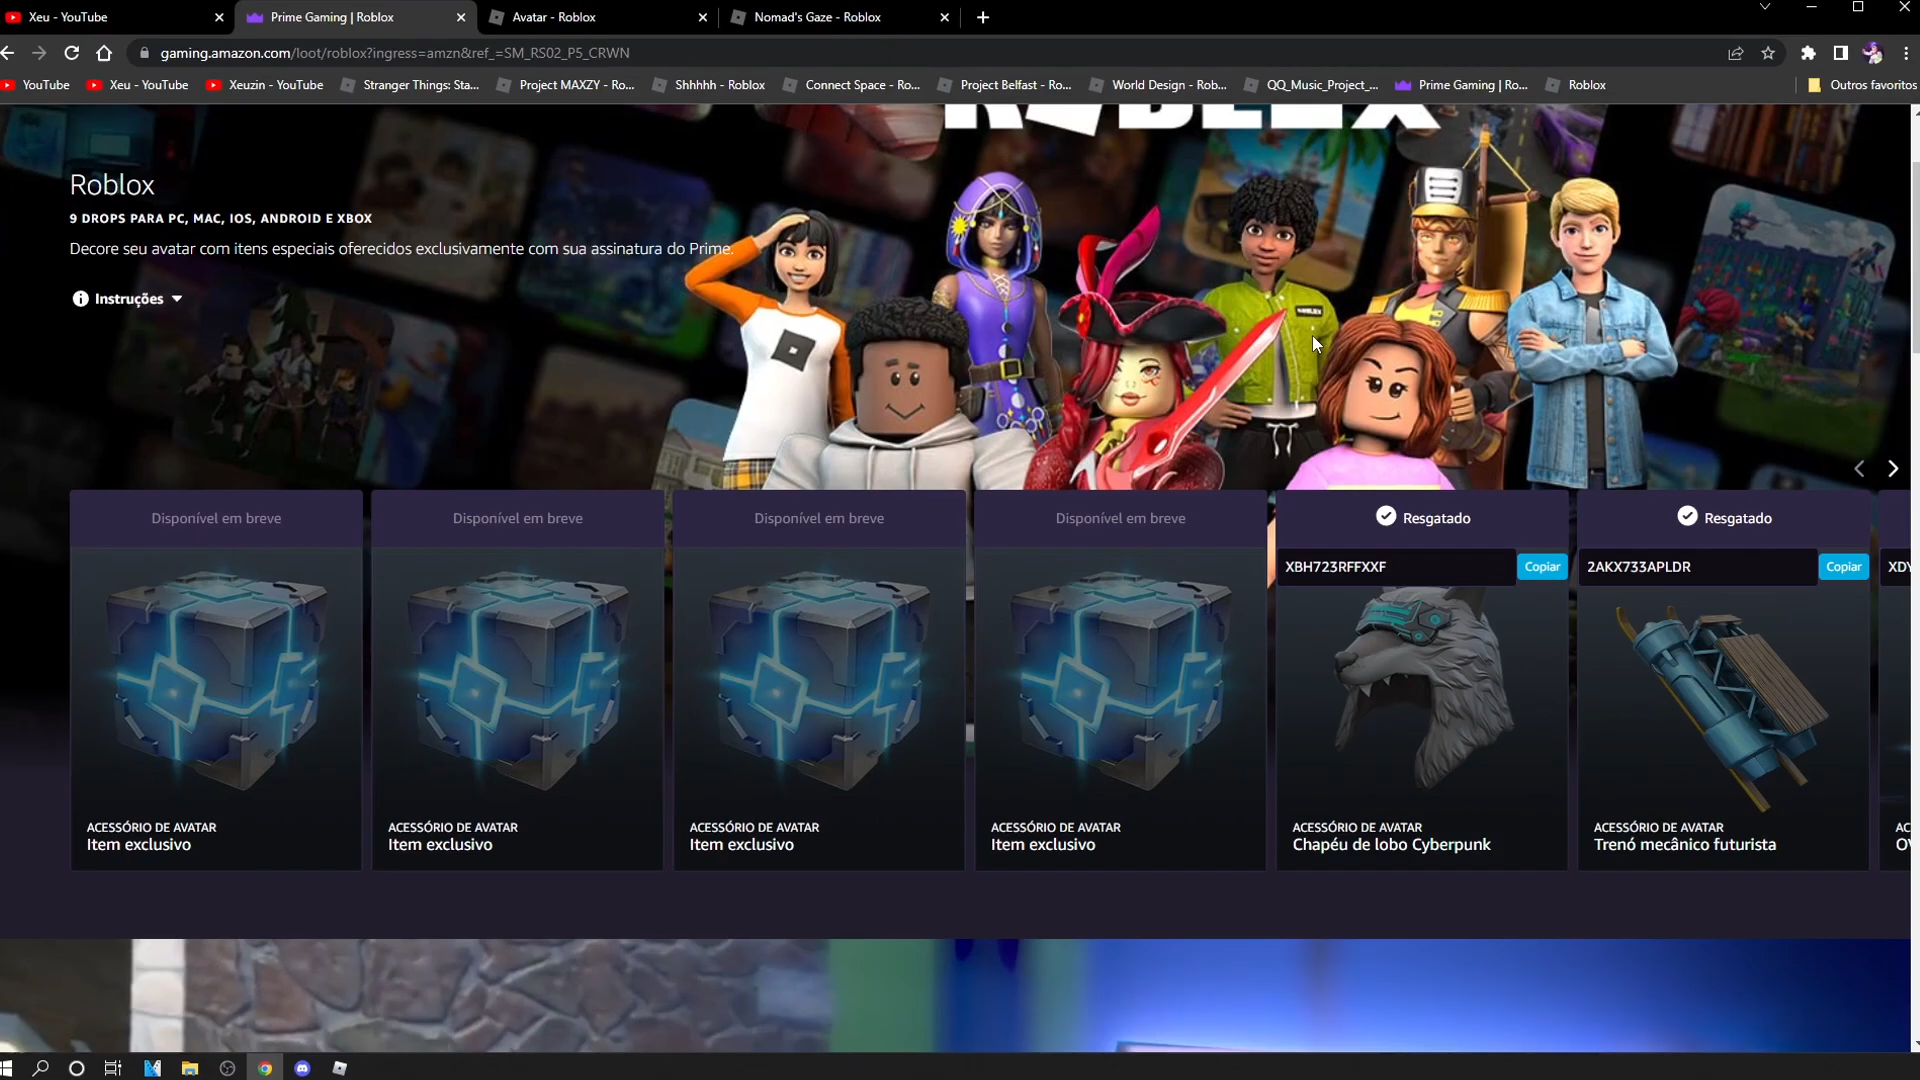 Xeu - YouTube
Prime Gaming | Roblox
Avatar - Roblox
Nomad's Gaze - Roblox
gaming.amazon.com/loot/roblox?ingress=amzn&ref_=SM_RS02_P5_CRWN
YouTube
Xeu - YouTube
Xeuzin - YouTube
Stranger Things: Sta...
Project MAXZY - Ro...
Shhhhh - Roblox
Connect Space - Ro...
Project Belfast - Ro...
World Design - Rob...
QQ_Music_Project_...
Prime Gaming | Ro...
Roblox
Outros favoritos
ROBLOX
Roblox
9 DROPS PARA PC, MAC, IOS, ANDROID E XBOX
Decore seu avatar com itens especiais oferecidos exclusivamente com sua assinatura do Prime.
Instruções
Disponível em breve
Disponível em breve
Disponível em breve
Disponível em breve
Resgatado
Resgatado
XBH723RFFXXF
Copiar
2AKX733APLDR
Copiar
ACESSÓRIO DE AVATAR
Item exclusivo
ACESSÓRIO DE AVATAR
Item exclusivo
ACESSÓRIO DE AVATAR
Item exclusivo
ACESSÓRIO DE AVATAR
Item exclusivo
ACESSÓRIO DE AVATAR
Chapéu de lobo Cyberpunk
ACESSÓRIO DE AVATAR
Trenó mecânico futurista